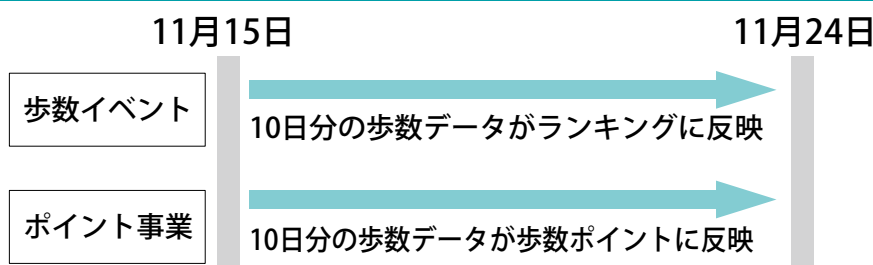 11月15日
11月24日
歩数イベント
10日分の歩数データがランキングに反映
ポイント事業
10日分の歩数データが歩数ポイントに反映